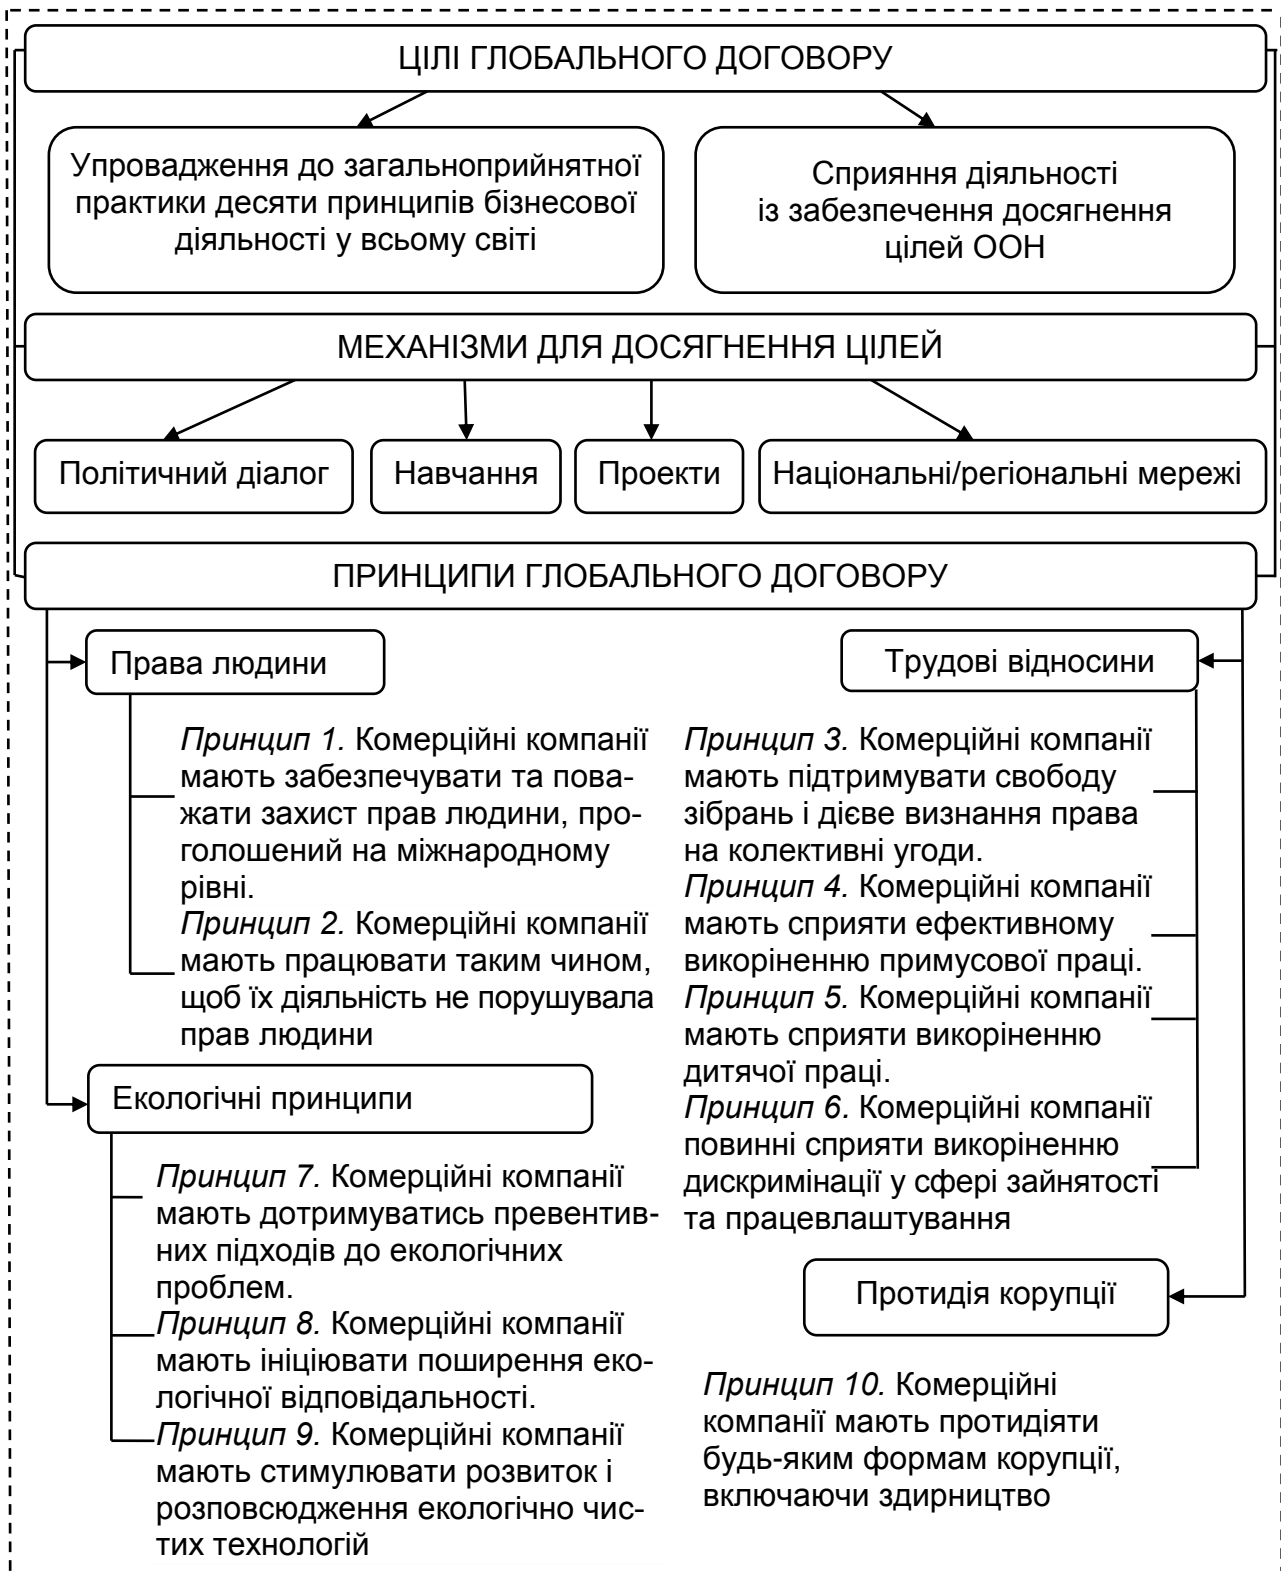 ЦІЛІ ГЛОБАЛЬНОГО ДОГОВОРУ
Упровадження до загальноприйнятної
практики десяти принципів бізнесової
діяльності у всьому світі
Сприяння діяльності
із забезпечення досягнення
цілей ООН
МЕХАНІЗМИ ДЛЯ ДОСЯГНЕННЯ ЦІЛЕЙ
Політичний діалог
Навчання
Проекти
Національні/регіональні мережі
ПРИНЦИПИ ГЛОБАЛЬНОГО ДОГОВОРУ
Права людини
Принцип 1. Комерційні компанії
мають забезпечувати та пова-
жати захист прав людини, про-
голошений на міжнародному
рівні.
Принцип 2. Комерційні компанії
мають працювати таким чином,
щоб їх діяльність не порушувала
прав людини
Трудові відносини
Принцип 3. Комерційні компанії
мають підтримувати свободу
зібрань і дієве визнання права
на колективні угоди.
Принцип 4. Комерційні компанії
мають сприяти ефективному
викоріненню примусової праці.
Принцип 5. Комерційні компанії
мають сприяти викоріненню
дитячої праці.
Принцип 6. Комерційні компанії
повинні сприяти викоріненню
дискримінації у сфері зайнятості
та працевлаштування
Екологічні принципи
Принцип 7. Комерційні компанії
мають дотримуватись превентив-
них підходів до екологічних
проблем.
Принцип 8. Комерційні компанії
мають ініціювати поширення еко-
логічної відповідальності.
Принцип 9. Комерційні компанії
мають стимулювати розвиток і
розповсюдження екологічно чис-
тих технологій
Протидія корупції
Принцип 10. Комерційні
компанії мають протидіяти
будь-яким формам корупції,
включаючи здирництво